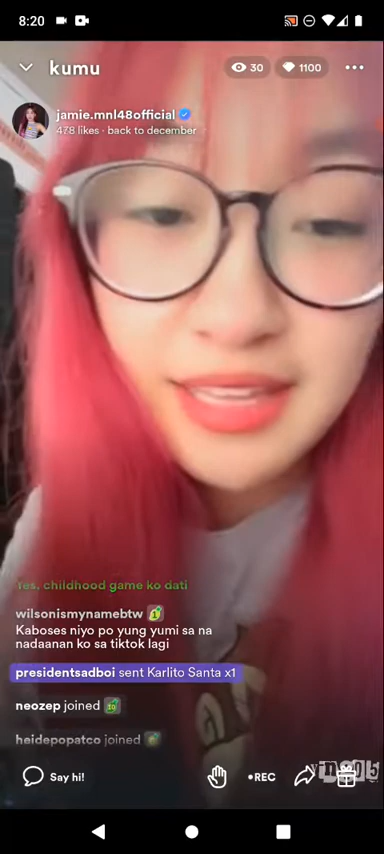 8:20
kumu
30
1100
jamie.mnl48official
478 likes • back to december
Yes, childhood game ko dati
wilsonismynamebtw
Kaboses niyo po yung yumi sa na
nadaanan ko sa tiktok lagi
presidentsadboi sent Karlito Santa x1
neozep joined
heidepopatco joined
Say hi!
•REC